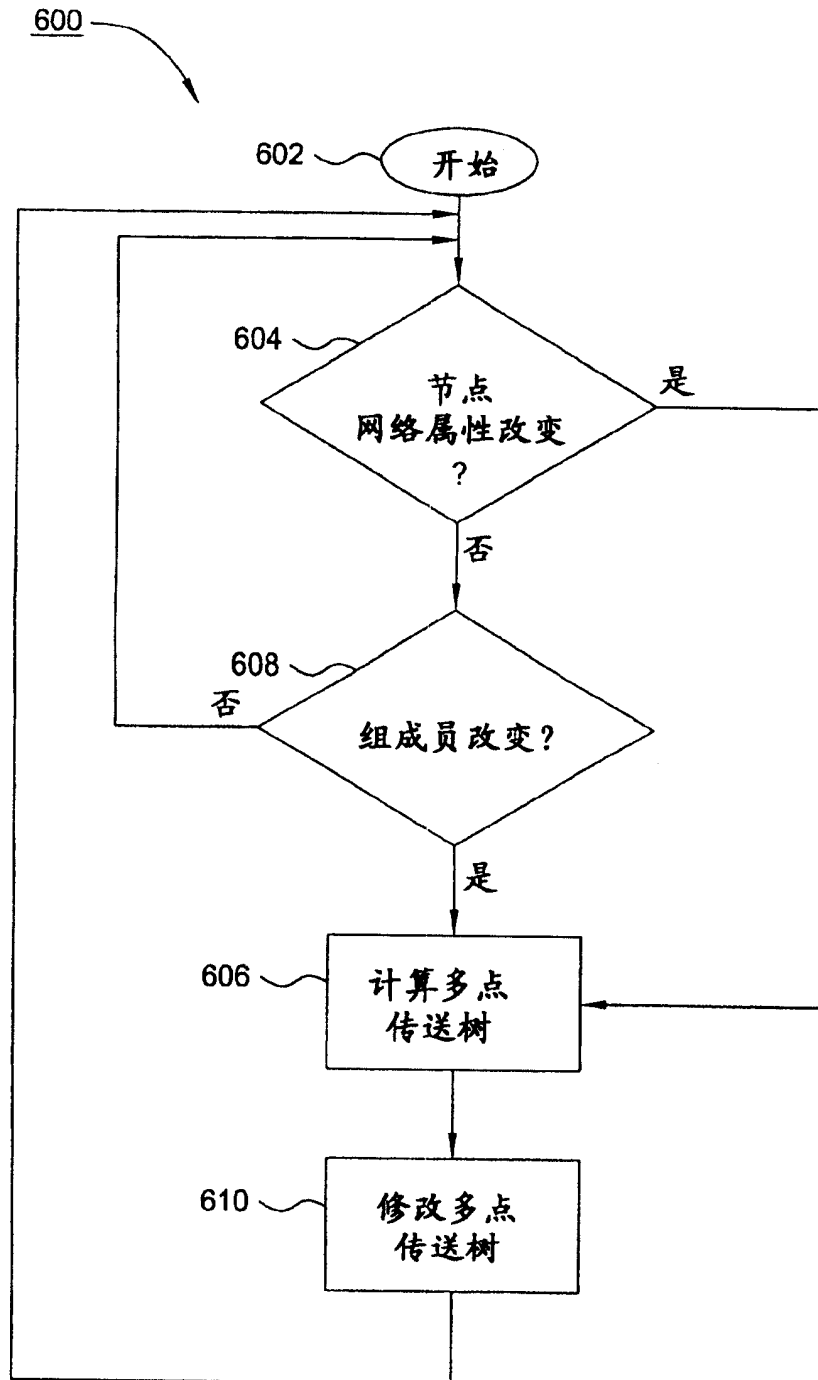 600
602
开始
604
节点
网络属性改变
?
是
否
608
否
组成员改变?
是
606
计算多点
传送树
610
修改多点
传送树